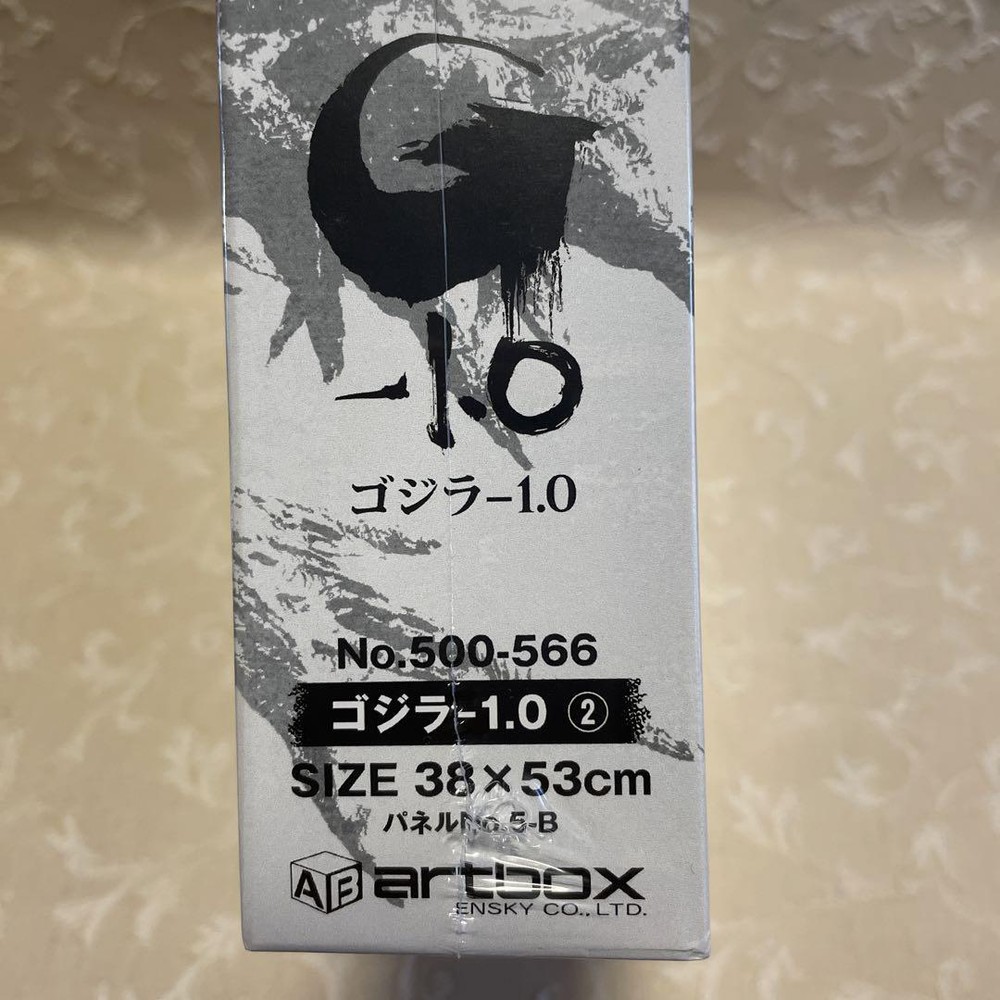 G
-1.0
ゴジラ-1.0
No.500-566
ゴジラ-1.0 ②
SIZE 38×53cm
パネルNo.5-B
AB artbox
ENSKY CO.,LTD.